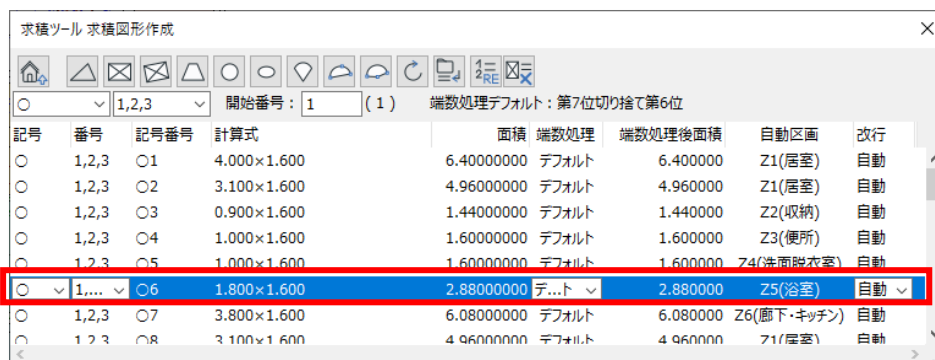 求積ツール 求積図形作成
1 2 RE
○ 1,2,3 開始番号： 1 ( 1 ) 端数処理デフォルト：第7位切り捨て第6位
記号 番号 記号番号 計算式 面積 端数処理 端数処理後面積 自動区画 改行
○ 1,2,3 ○1 4.000×1.600 6.40000000 デフォルト 6.400000 Z1(居室) 自動
○ 1,2,3 ○2 3.100×1.600 4.96000000 デフォルト 4.960000 Z1(居室) 自動
○ 1,2,3 ○3 0.900×1.600 1.44000000 デフォルト 1.440000 Z2(収納) 自動
○ 1,2,3 ○4 1.000×1.600 1.60000000 デフォルト 1.600000 Z3(便所) 自動
○ 1,2,3 ○5 1.000×1.600 1.60000000 デフォルト 1.600000 Z4(洗面脱衣室) 自動
○ 1,... ○6 1.800×1.600 2.88000000 デ...ト 2.880000 Z5(浴室) 自動
○ 1,2,3 ○7 3.800×1.600 6.08000000 デフォルト 6.080000 Z6(廊下・キッチン) 自動
○ 1,2,3 ○8 3.100×1.600 4.96000000 デフォルト 4.960000 Z1(居室) 自動